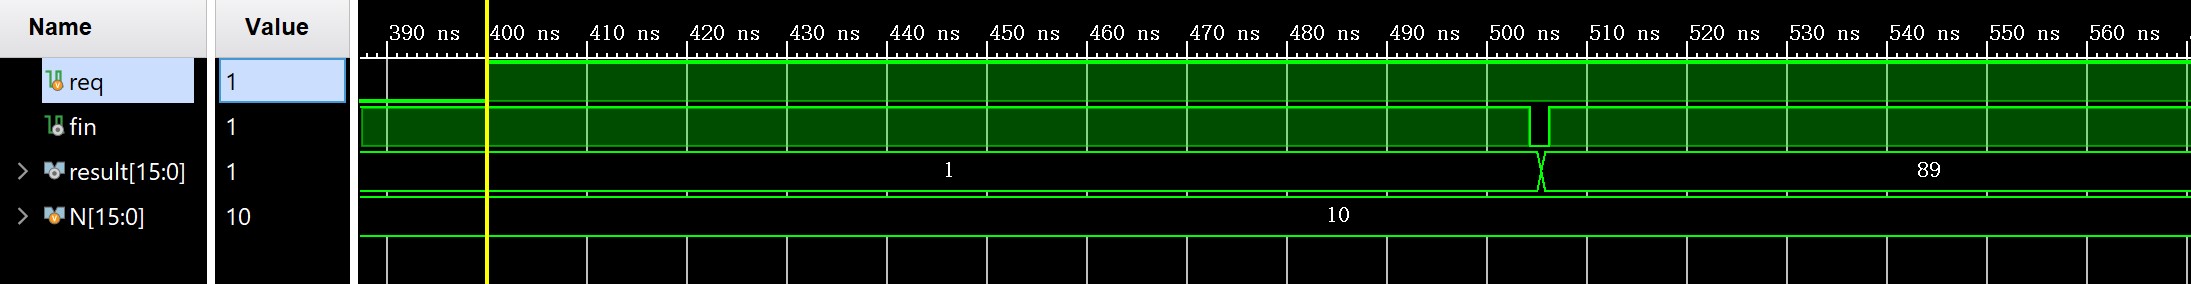 Name Value
390 ns 400 ns 410 ns 420 ns 430 ns 440 ns 450 ns 460 ns 470 ns 480 ns 490 ns 500 ns 510 ns 520 ns 530 ns 540 ns 550 ns 560 ns
req 1
fin 1
result[15:0] 1 1 89
N[15:0] 10 10